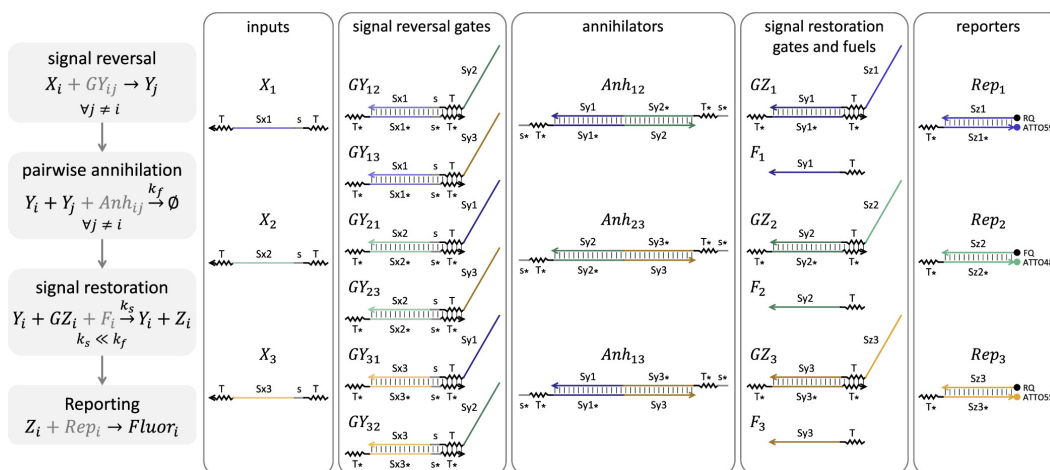 signal reversal
X_i + GY_ij → Y_j
∀j ≠ i
pairwise annihilation
Y_i + Y_j + Anh_ij →^{k_f} ∅
∀j ≠ i
signal restoration
Y_i + GZ_i + F_i →^{k_s} Y_i + Z_i
k_s ≪ k_f
Reporting
Z_i + Rep_i → Fluor_i
inputs
X_1
T Sx1 s T
X_2
T Sx2 s T
X_3
T Sx3 s T
signal reversal gates
Sy2
GY_12
Sx1 s T
T* Sx1* s* T*
Sy3
GY_13
Sx1 s T
T* Sx1* s* T*
Sy1
GY_21
Sx2 s T
T* Sx2* s* T*
Sy3
GY_23
Sx2 s T
T* Sx2* s* T*
Sy1
GY_31
Sx3 s T
T* Sx3* s* T*
Sy2
GY_32
Sx3 s T
T* Sx3* s* T*
annihilators
Anh_12
Sy1 Sy2* T* s*
s* T* Sy1* Sy2
Anh_23
Sy2 Sy3* T* s*
s* T* Sy2* Sy3
Anh_13
Sy1 Sy3* T* s*
s* T* Sy1* Sy3
signal restoration
gates and fuels
Sz1
GZ_1
Sy1 T
T* Sy1* T*
F_1
Sy1 T
Sz2
GZ_2
Sy2 T
T* Sy2* T*
F_2
Sy2 T
Sz3
GZ_3
Sy3 T
T* Sy3* T*
F_3
Sy3 T
reporters
Rep_1
Sz1
RQ
T* Sz1* ATTO5
Rep_2
Sz2
FQ
T* Sz2* ATTO4
Rep_3
Sz3
RQ
T* Sz3* ATTO5